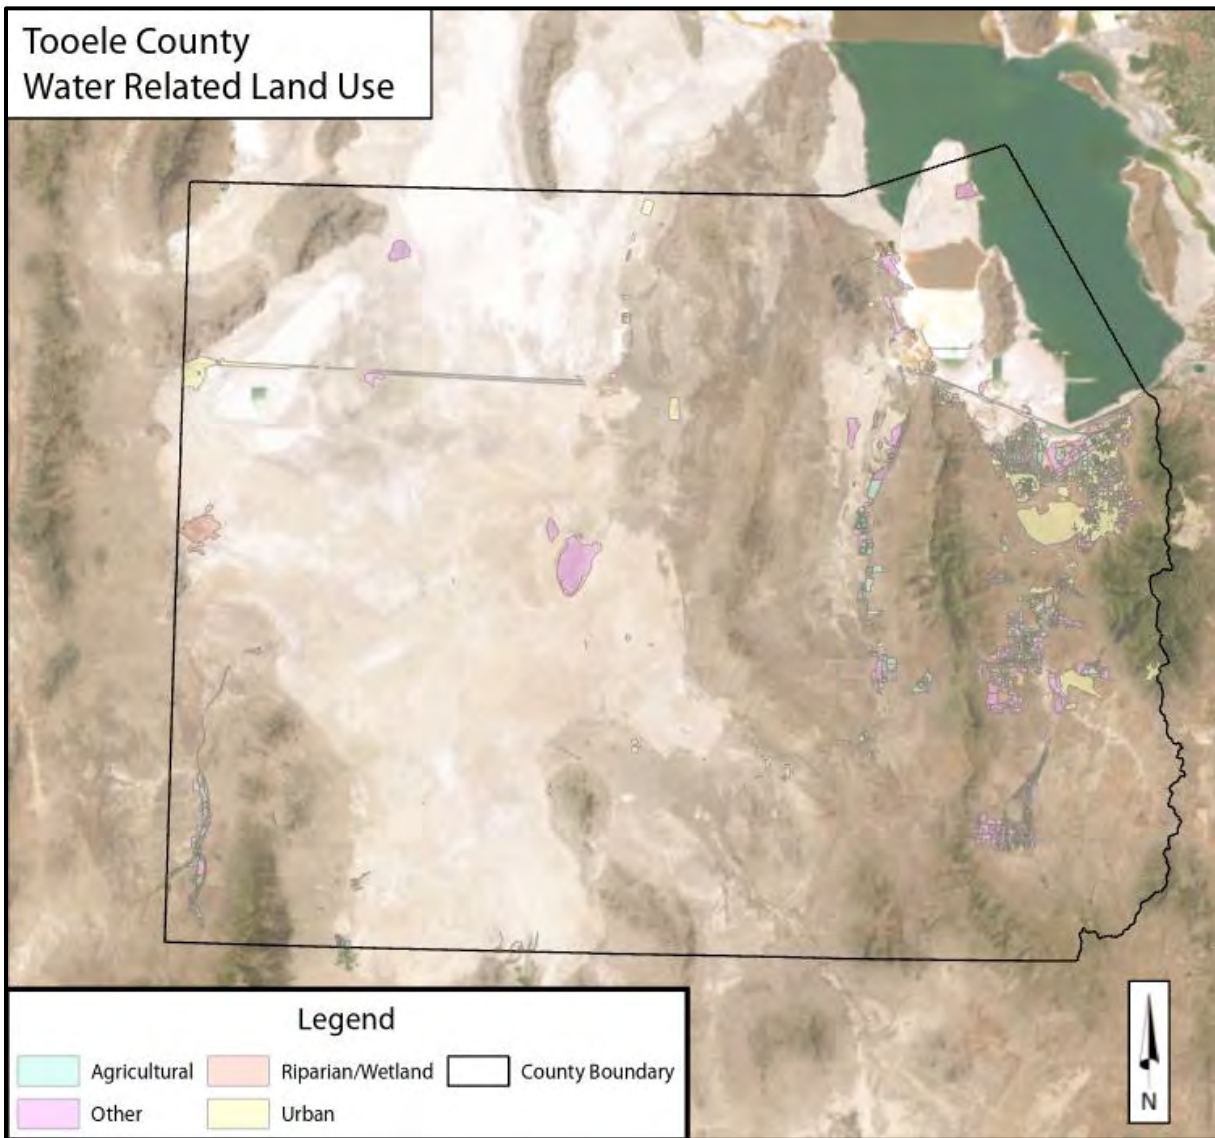 Tooele County
Water Related Land Use
Legend
Agricultural
Riparian/Wetland
County Boundary
Other
Urban
N